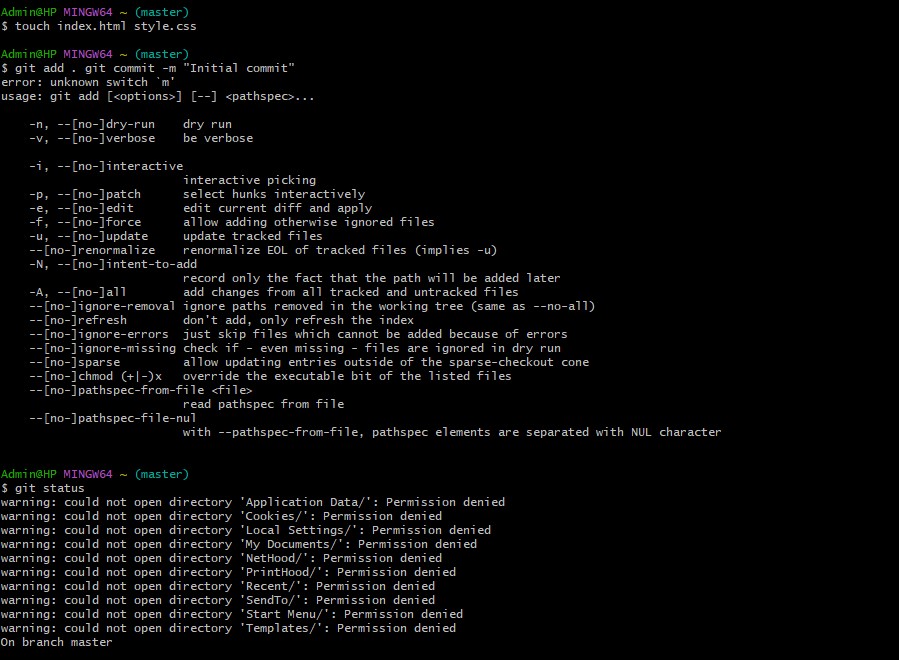 Admin@HP MINGW64 ~ (master)
$ touch index.html style.css

Admin@HP MINGW64 ~ (master)
$ git add . git commit -m "Initial commit"
error: unknown switch `m'
usage: git add [<options>] [--] <pathspec>...

    -n, --[no-]dry-run    dry run
    -v, --[no-]verbose    be verbose

    -i, --[no-]interactive
                          interactive picking
    -p, --[no-]patch      select hunks interactively
    -e, --[no-]edit       edit current diff and apply
    -f, --[no-]force      allow adding otherwise ignored files
    -u, --[no-]update     update tracked files
    --[no-]renormalize    renormalize EOL of tracked files (implies -u)
    -N, --[no-]intent-to-add
                          record only the fact that the path will be added later
    -A, --[no-]all        add changes from all tracked and untracked files
    --[no-]ignore-removal ignore paths removed in the working tree (same as --no-all)
    --[no-]refresh        don't add, only refresh the index
    --[no-]ignore-errors  just skip files which cannot be added because of errors
    --[no-]ignore-missing check if - even missing - files are ignored in dry run
    --[no-]sparse         allow updating entries outside of the sparse-checkout cone
    --[no-]chmod (+|-)x   override the executable bit of the listed files
    --[no-]pathspec-from-file <file>
                          read pathspec from file
    --[no-]pathspec-file-nul
                          with --pathspec-from-file, pathspec elements are separated with NUL character

Admin@HP MINGW64 ~ (master)
$ git status
warning: could not open directory 'Application Data/': Permission denied
warning: could not open directory 'Cookies/': Permission denied
warning: could not open directory 'Local Settings/': Permission denied
warning: could not open directory 'My Documents/': Permission denied
warning: could not open directory 'NetHood/': Permission denied
warning: could not open directory 'PrintHood/': Permission denied
warning: could not open directory 'Recent/': Permission denied
warning: could not open directory 'SendTo/': Permission denied
warning: could not open directory 'Start Menu/': Permission denied
warning: could not open directory 'Templates/': Permission denied
On branch master